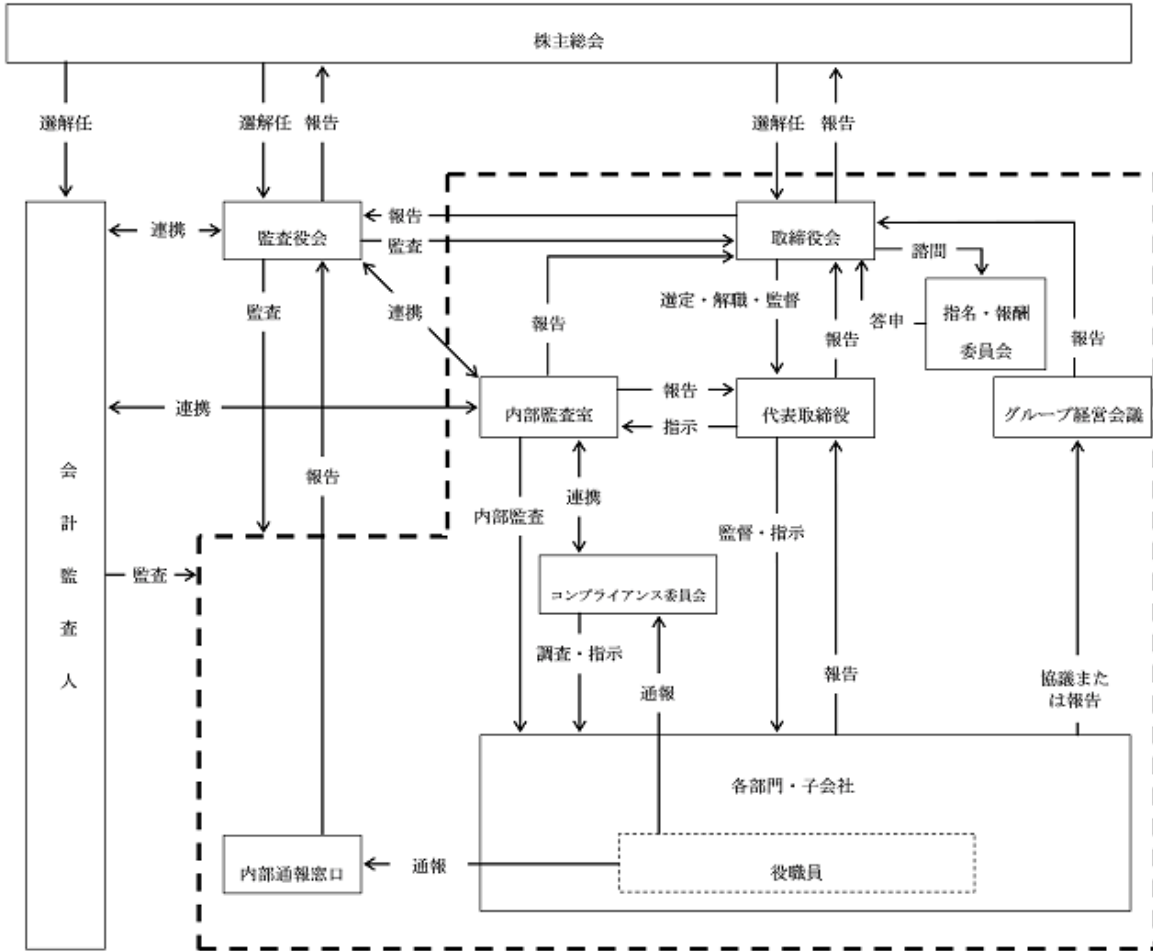 株主総会
選解任
選解任
報告
選解任
報告
連携
監査役会
報告
監査
取締役会
諮問
監査
連携
報告
選定・解職・監督
報告
答申
指名・報酬
委員会
報告
連携
内部監査室
報告
指示
代表取締役
グループ経営会議
会計監査人
報告
内部監査
連携
監督・指示
監査
コンプライアンス委員会
調査・指示
通報
報告
協議また
は報告
各部門・子会社
内部通報窓口
通報
役職員